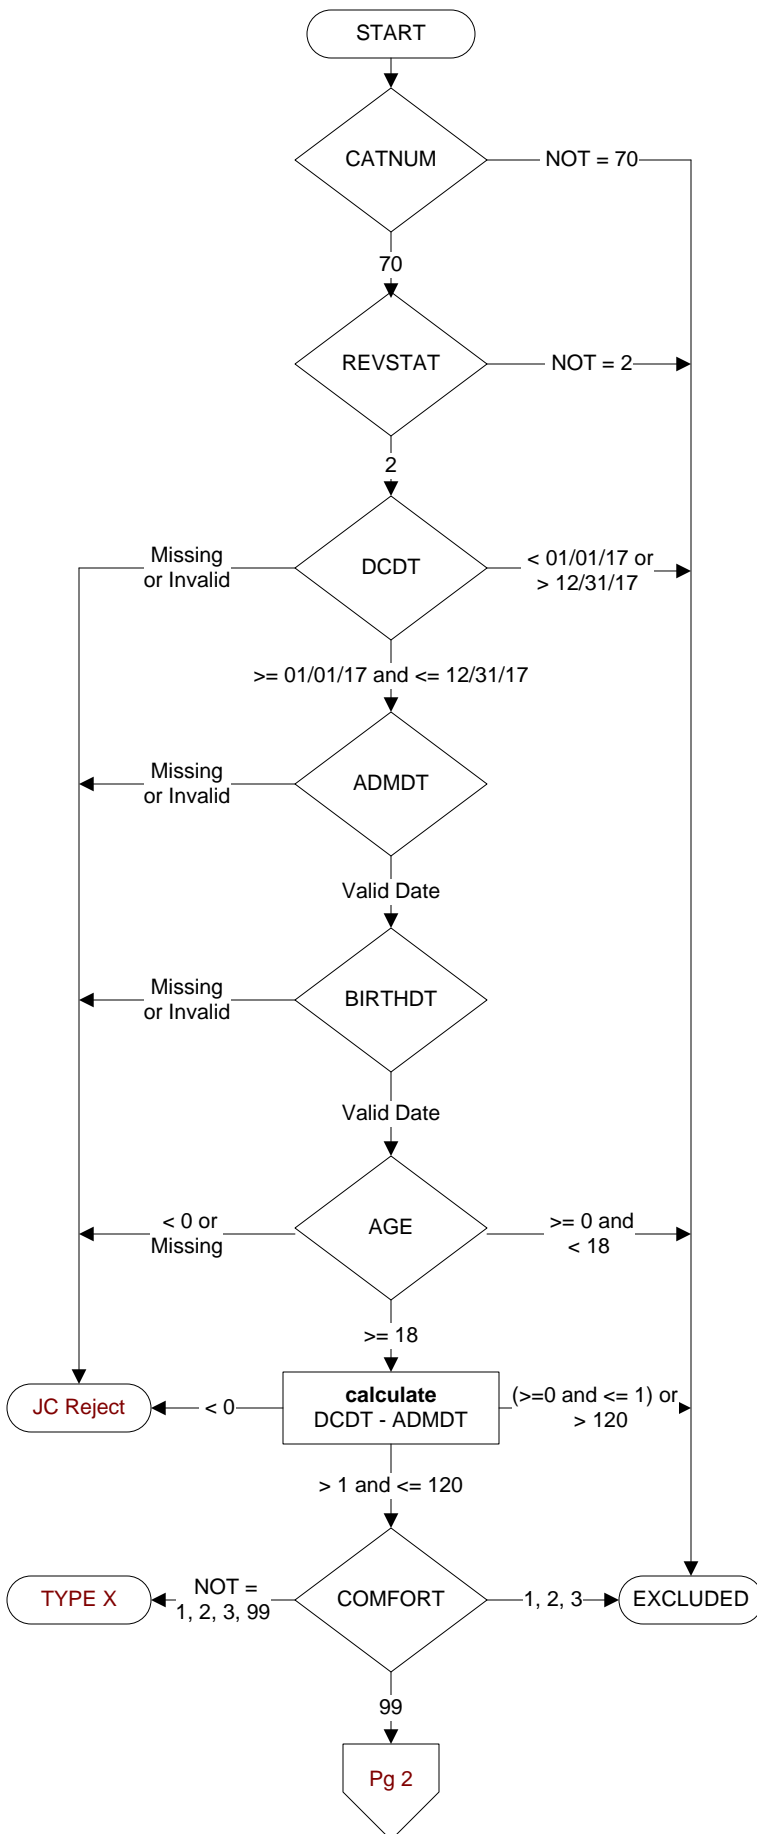 START
CATNUM
NOT = 70
70
REVSTAT
NOT = 2
2
Missing
or Invalid
DCDT
< 01/01/17 or
> 12/31/17
>= 01/01/17 and <= 12/31/17
Missing
or Invalid
ADMDT
Valid Date
Missing
or Invalid
BIRTHDT
Valid Date
< 0 or
Missing
AGE
>= 0 and
< 18
>= 18
JC Reject
< 0
calculate
DCDT - ADMDT
(>=0 and <= 1) or
> 120
> 1 and <= 120
TYPE X
NOT =
1, 2, 3, 99
COMFORT
1, 2, 3
EXCLUDED
99
Pg 2